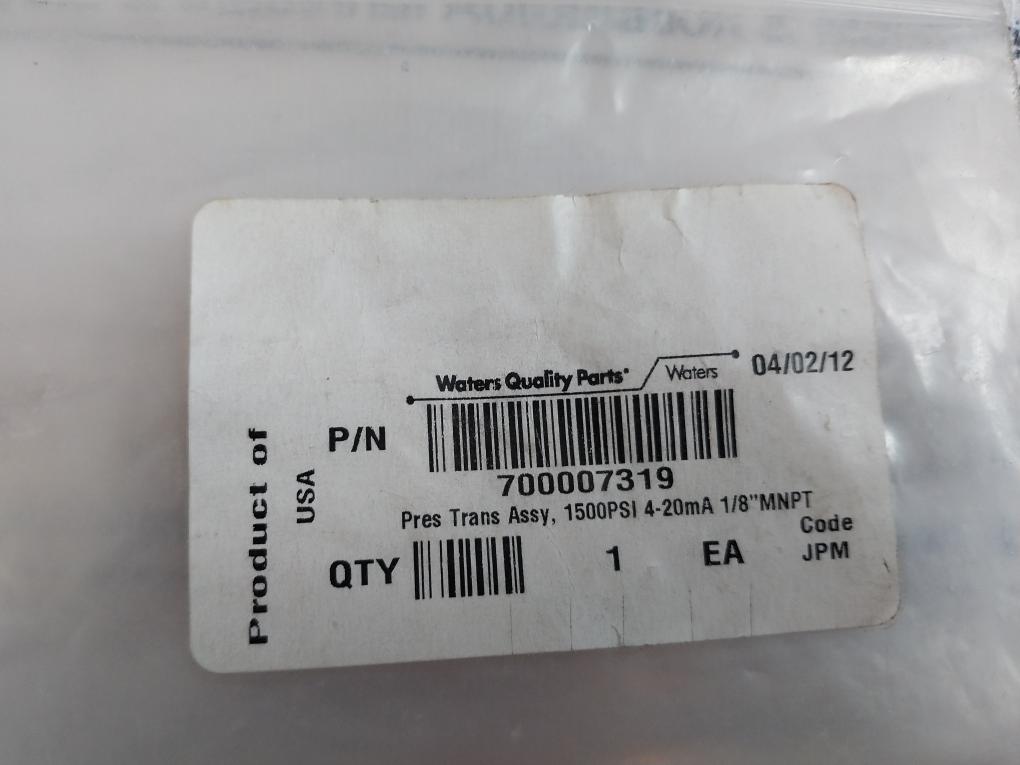 Waters Quality Parts
Waters
04/02/12
P/N
700007319
Pres Trans Assy, 1500PSI 4-20mA 1/8"MNPT
Code
QTY 1 EA JPM
Product of
USA